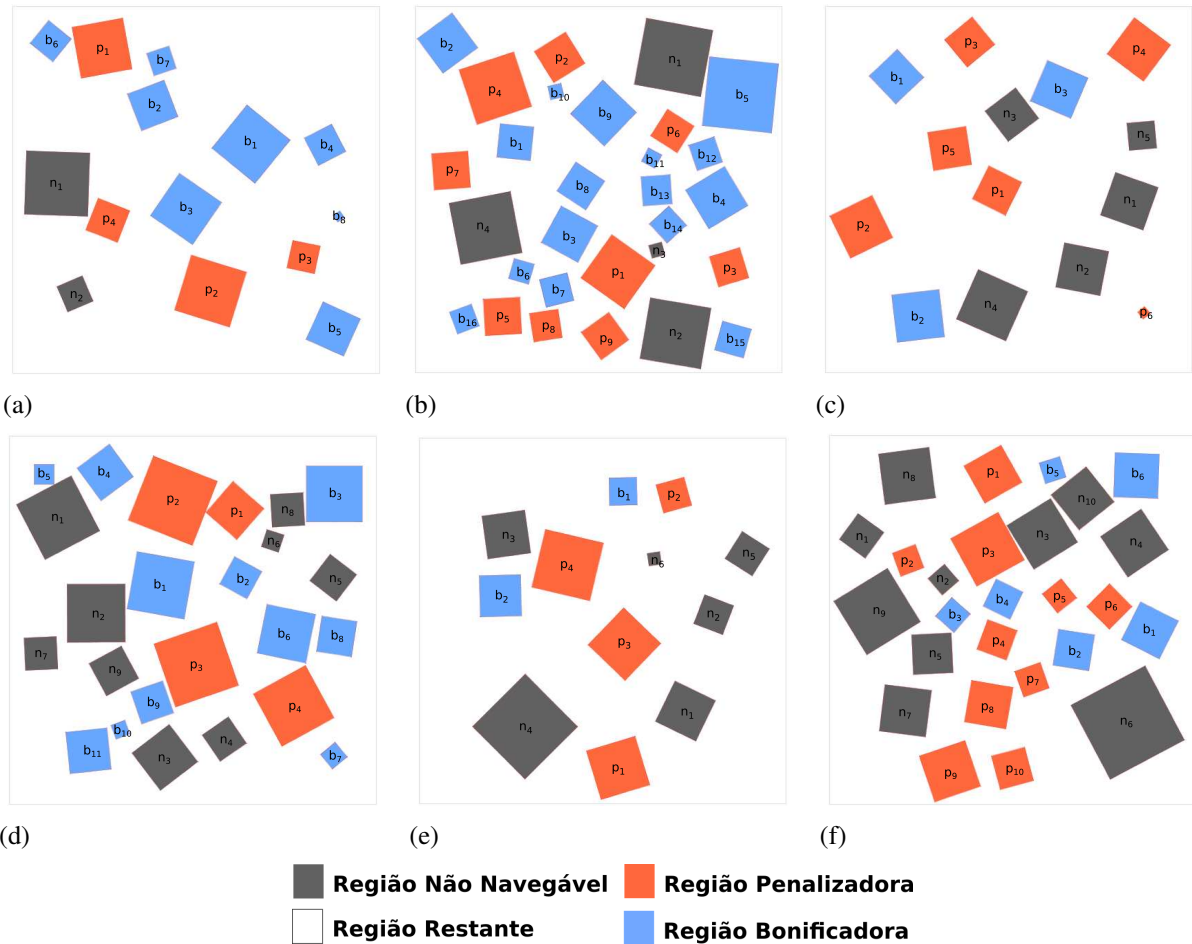 b6 p1 b7
b2
b1 b4
n1
b3
p4 b8
p3
n2 p2
b5
(a)
b2 p2 n1
p4 b10 b5
b9
p6
b1 b11 b12
p7
b8 b13
b4
n4 b14
b3 n3
b6 p1 p3
b7
b16 p5 p8
p9 n2 b15
(b)
p3 p4
b1
b3
n3
n5
p5
p1
n1
p2
n2
n4
b2 p6
(c)
b5 b4
p2 b3
n1 p1 n8
n6
b1 b2 n5
n2
b6 b8
n7
n9 p3
b9 p4
b10
b11 n3 n4 b7
(d)
b1 p2
n3
p4 n6 n5
b2
n2
p3
n4 n1
p1
(e)
n8 p1 b5 b6
n10
n1 n3 n4
p2 p3
n2
b4 p5 p6
n9 b3
b1
p4
n5 b2
p7
n7 p8
n6
p9 p10
(f)
Região Não Navegável Região Penalizadora
Região Restante Região Bonificadora